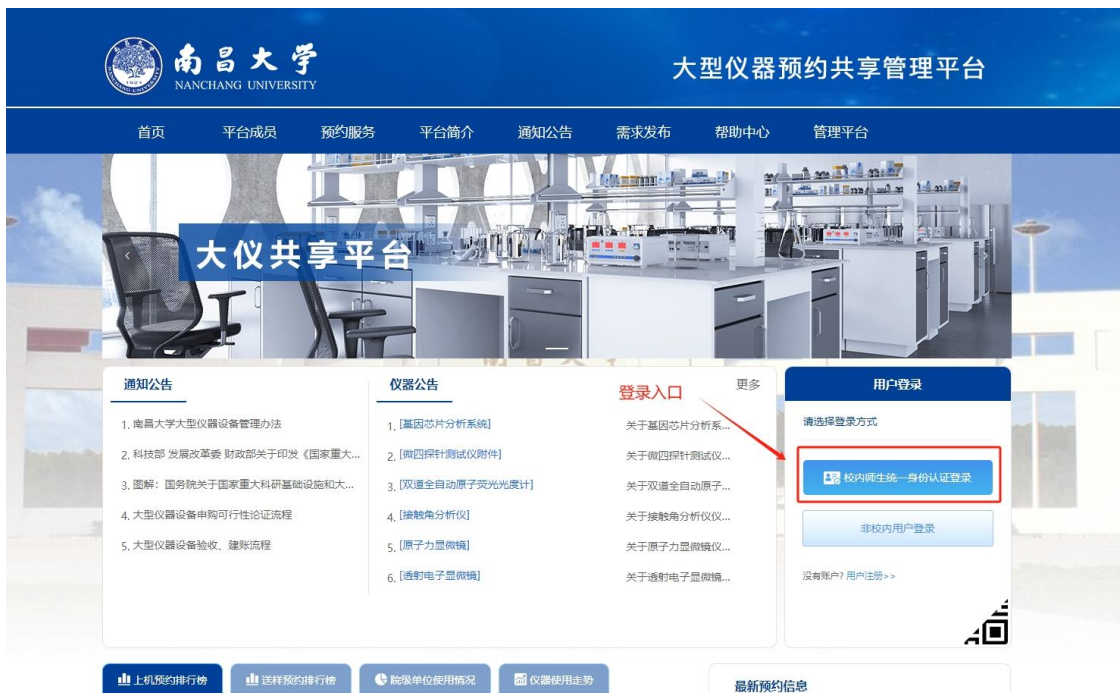 南昌大学
NANCHANG UNIVERSITY
1921
大型仪器预约共享管理平台
首页 平台成员 预约服务 平台简介 通知公告 需求发布 帮助中心 管理平台
大仪共享平台
通知公告
1. 南昌大学大型仪器设备管理办法
2. 科技部 发展改革委 财政部关于印发《国家重大...
3. 图解：国务院关于国家重大科研基础设施和大...
4. 大型仪器设备申购可行性论证流程
5. 大型仪器设备验收、建账流程
仪器公告 更多
1. [基因芯片分析系统] 关于基因芯片分析系...
2. [微四探针测试仪附件] 关于微四探针测试仪...
3. [双道全自动原子荧光光度计] 关于双道全自动原子...
4. [接触角分析仪] 关于接触角分析仪仪...
5. [原子力显微镜] 关于原子力显微镜仪...
6. [透射电子显微镜] 关于透射电子显微镜...
登录入口
用户登录
请选择登录方式
校内师生统一身份认证登录
非校内用户登录
没有账户? 用户注册>>
上机预约排行榜 送样预约排行榜 院级单位使用情况 仪器使用走势
最新预约信息